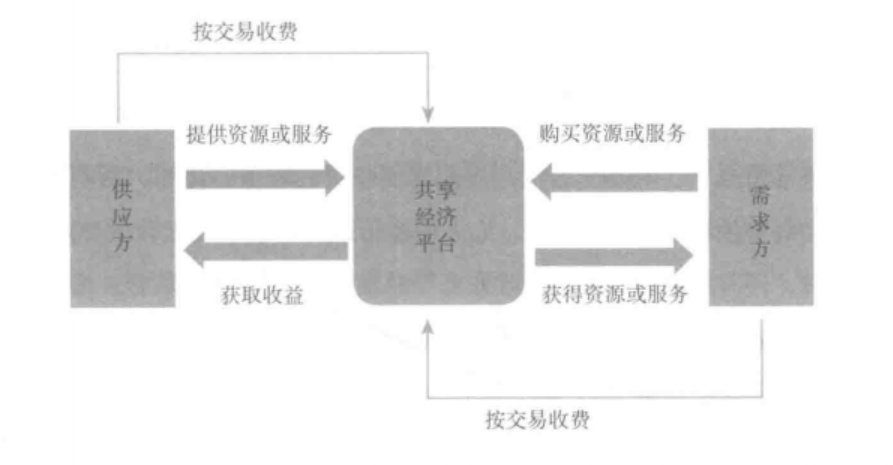 按交易收费
提供资源或服务
购买资源或服务
供应方
共享
经济
平台
需求方
获取收益
获得资源或服务
按交易收费